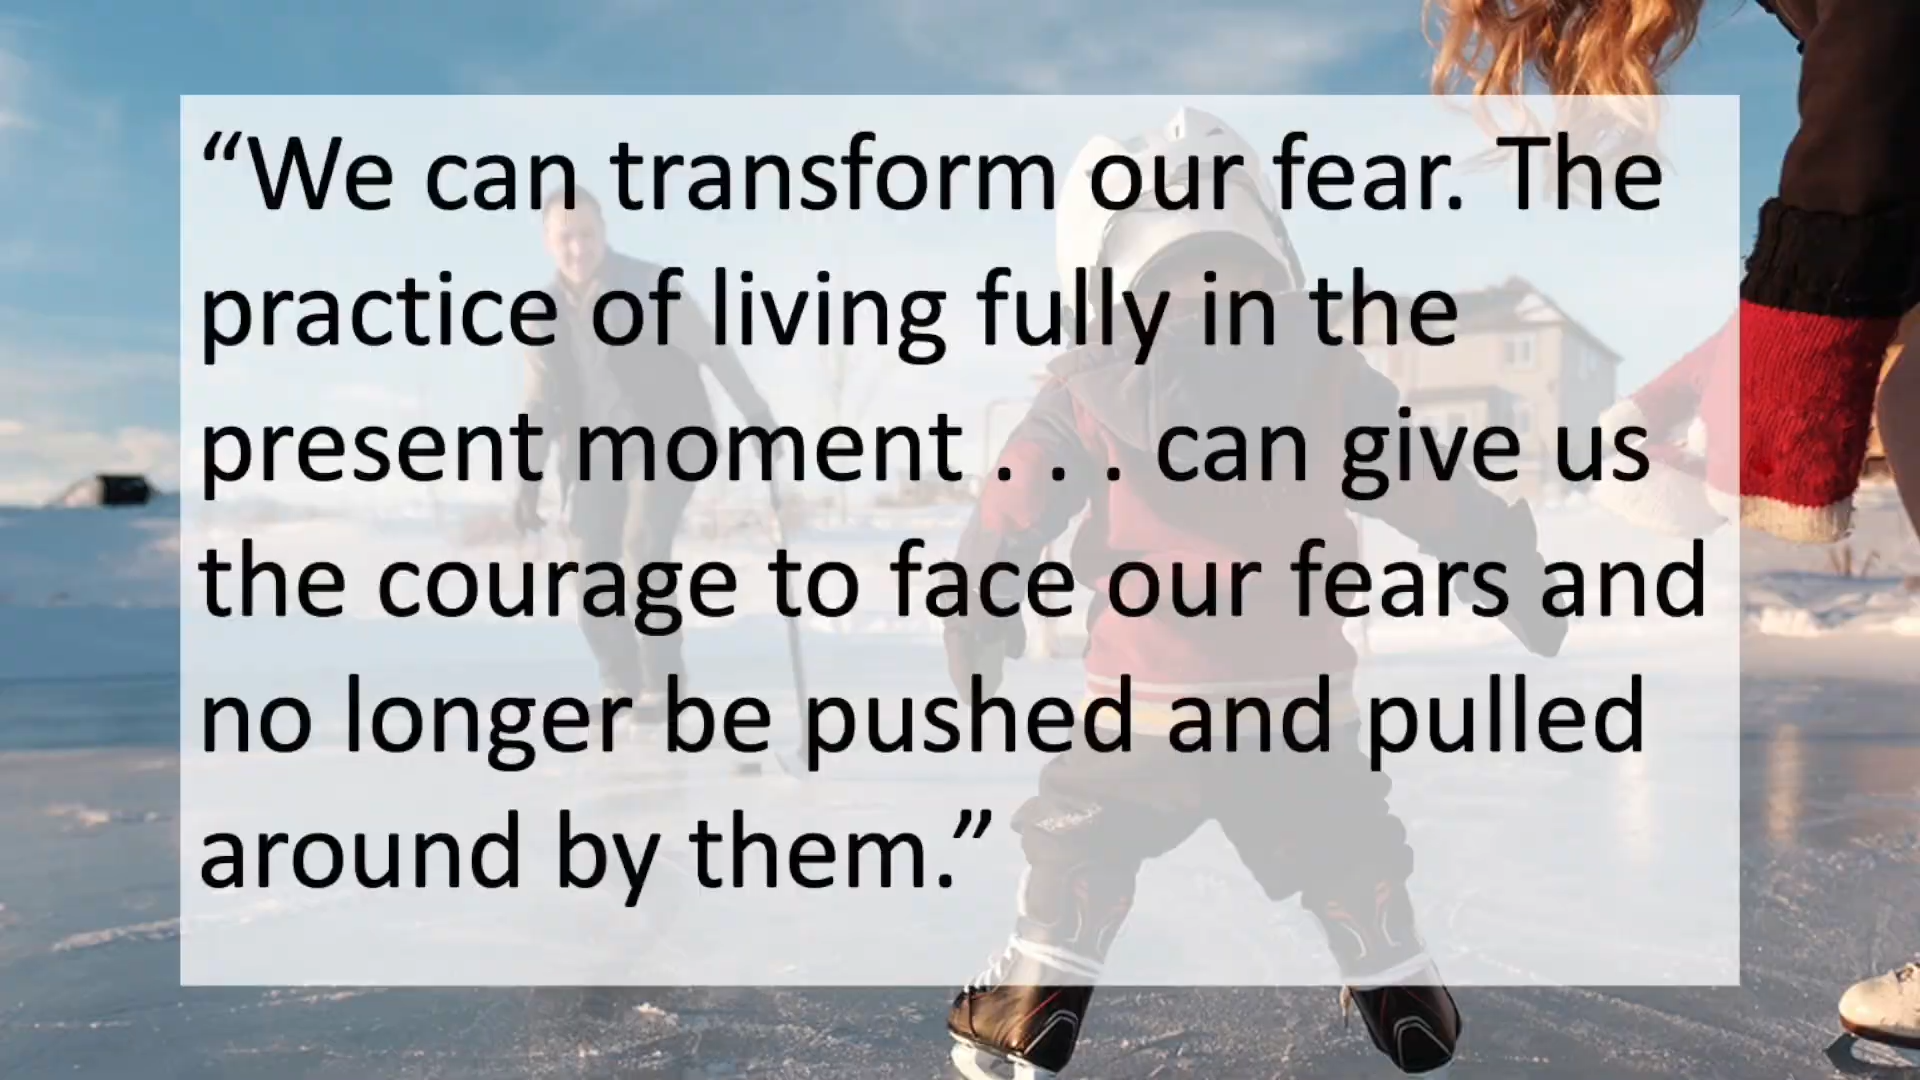 “We can transform our fear. The
practice of living fully in the
present moment . . . can give us
the courage to face our fears and
no longer be pushed and pulled
around by them.”